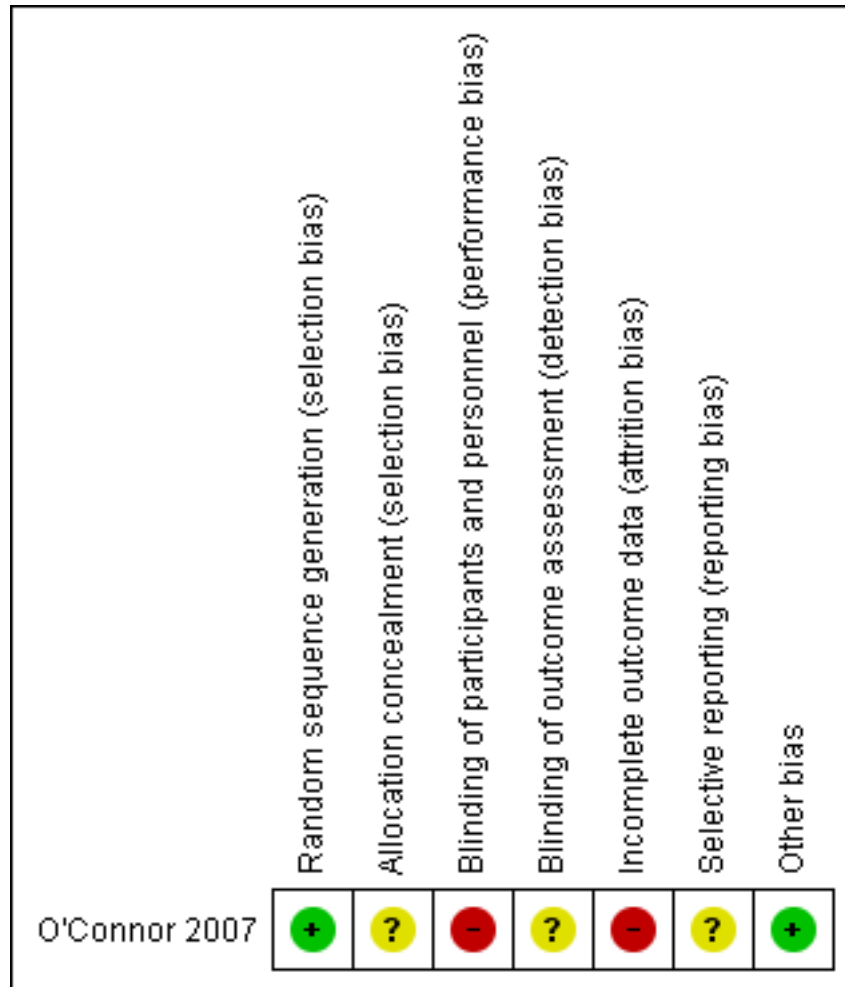 Random sequence generation (selection bias)
Allocation concealment (selection bias)
Blinding of participants and personnel (performance bias)
Blinding of outcome assessment (detection bias)
Incomplete outcome data (attrition bias)
Selective reporting (reporting bias)
Other bias
O'Connor 2007 + ? - ? - ? +